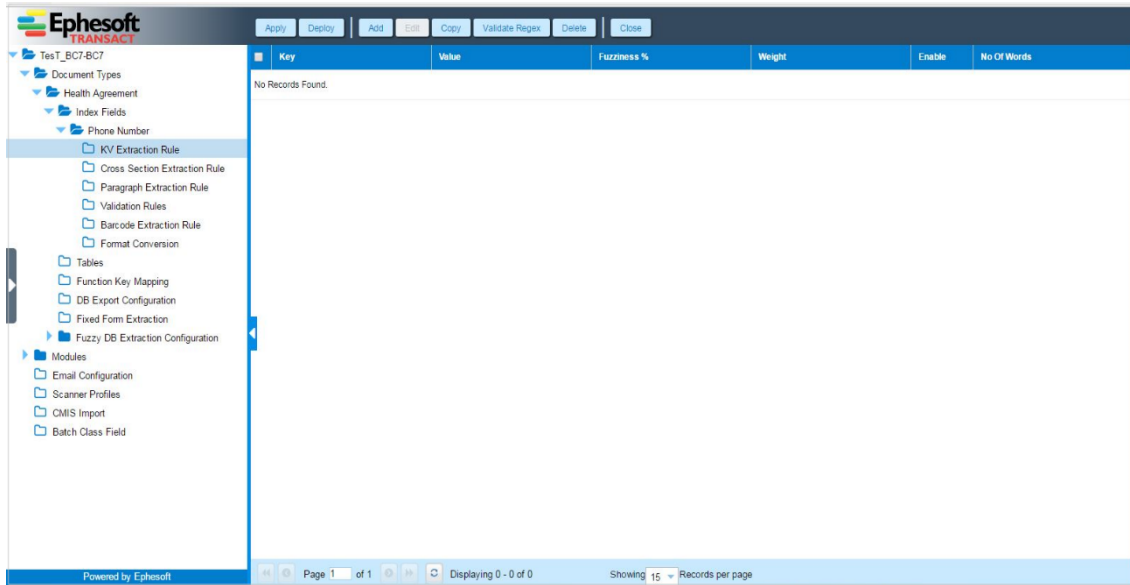 Ephesoft
TRANSACT
Apply Deploy Add Edit Copy Validate Regex Delete Close
TesT_BC7-BC7
Document Types
Health Agreement
Index Fields
Phone Number
KV Extraction Rule
Cross Section Extraction Rule
Paragraph Extraction Rule
Validation Rules
Barcode Extraction Rule
Format Conversion
Tables
Function Key Mapping
DB Export Configuration
Fixed Form Extraction
Fuzzy DB Extraction Configuration
Modules
Email Configuration
Scanner Profiles
CMIS Import
Batch Class Field
Powered by Ephesoft
Key Value Fuzziness % Weight Enable No Of Words
No Records Found.
Page 1 of 1 Displaying 0 - 0 of 0 Showing 15 Records per page